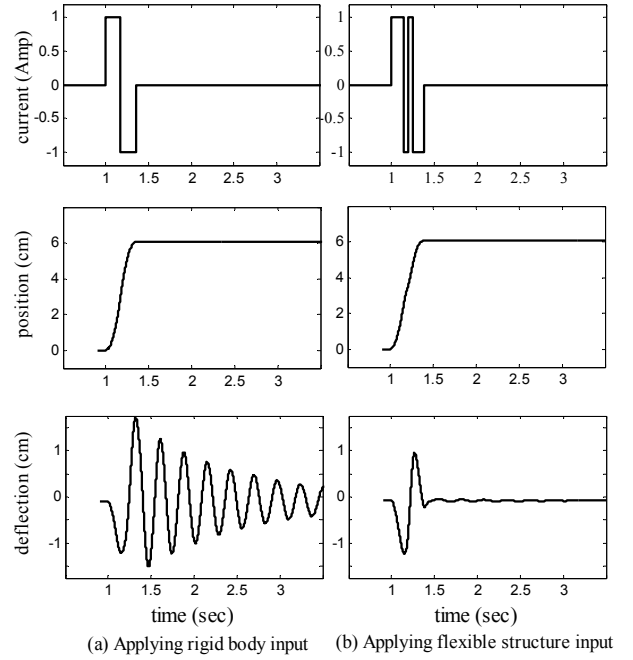 current (Amp)
1
0.5
0
-0.5
-1
1 1.5 2 2.5 3
1
0.5
0
-0.5
-1
1 1.5 2 2.5 3
position (cm)
6
4
2
0
1 1.5 2 2.5 3
6
4
2
0
1 1.5 2 2.5 3
deflection (cm)
1
0
-1
1 1.5 2 2.5 3
time (sec)
1
0
-1
1 1.5 2 2.5 3
time (sec)
(a) Applying rigid body input
(b) Applying flexible structure input